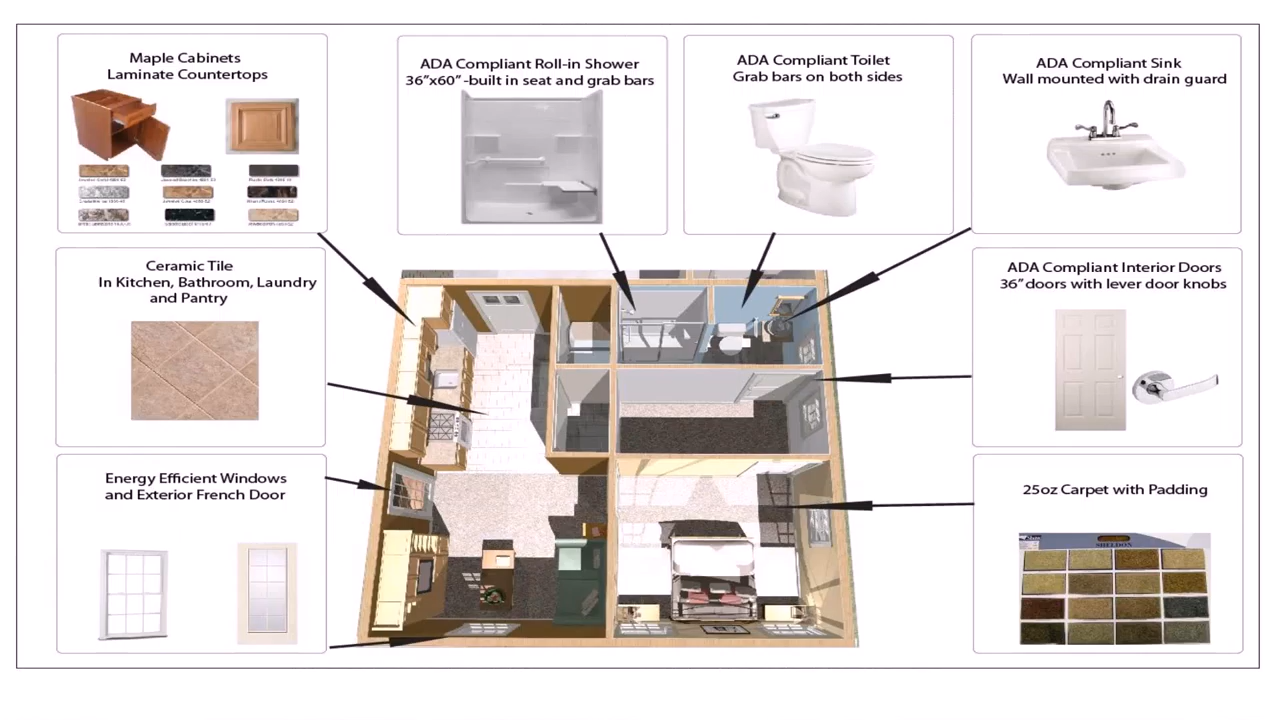 Maple Cabinets
Laminate Countertops
ADA Compliant Roll-in Shower
36”x60” -built in seat and grab bars
ADA Compliant Toilet
Grab bars on both sides
ADA Compliant Sink
Wall mounted with drain guard
Ceramic Tile
In Kitchen, Bathroom, Laundry
and Pantry
ADA Compliant Interior Doors
36” doors with lever door knobs
Energy Efficient Windows
and Exterior French Door
25oz Carpet with Padding
SHELDON